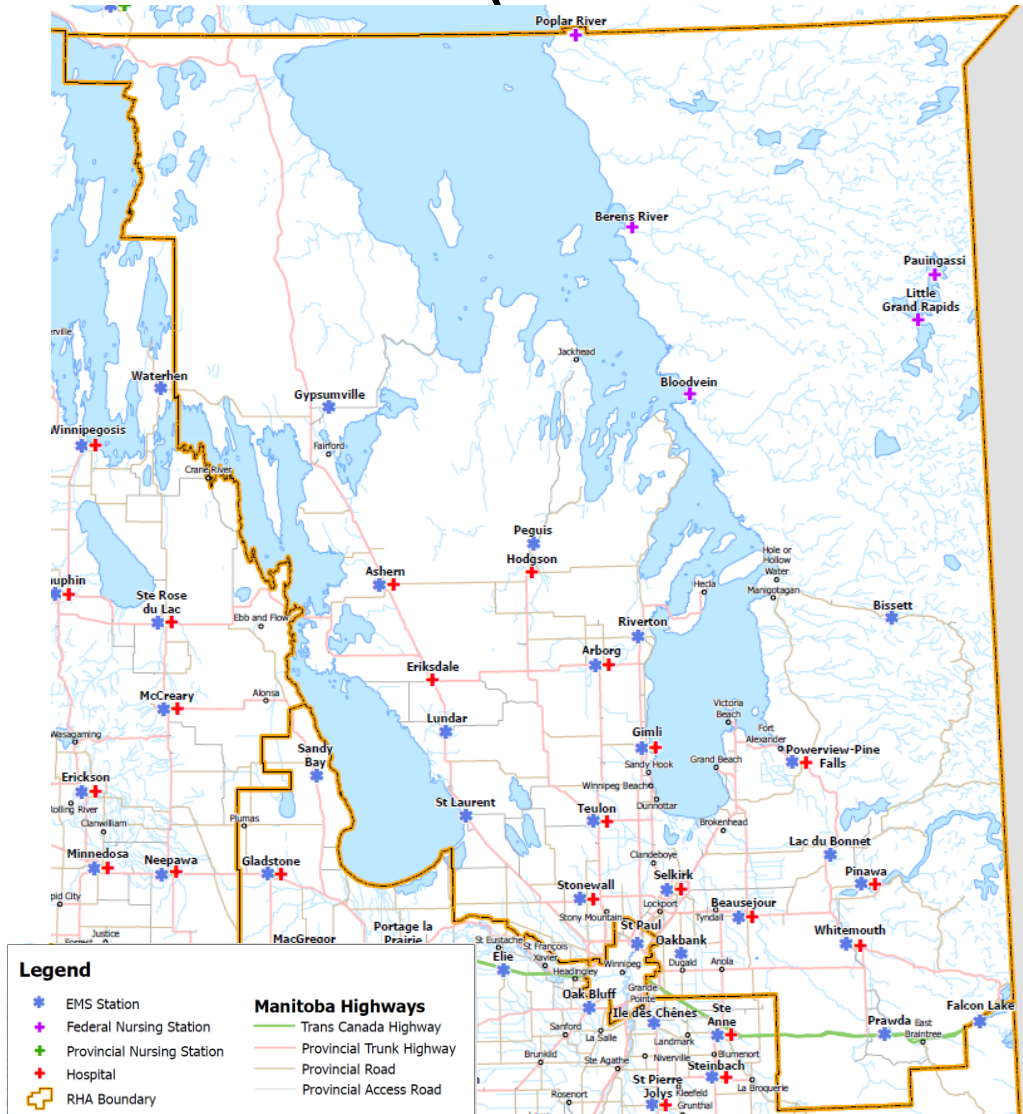 Poplar River
Berens River
Pauingassi
Little
Grand Rapids
erville
Jackhead
Waterhen
Bloodvein
Gypsumville
Winnipegosis
Fairford
Crane River
Peguis
Hodgson
Hole or
Hollow
Water
Ashern
auphin
Hecla
Manigotagan
Ste Rose
du Lac
Bissett
Ebb and Flow
Riverton
Arborg
Eriksdale
McCreary
Alonsa
Victoria
Beach
Lundar
Fort
Alexander
Wasagaming
Gimli
Sandy
Bay
Powerview-Pine
Falls
Sandy Hook
Grand Beach
Erickson
Winnipeg Beach
Rolling River
St Laurent
Dunnottar
Teulon
Clanwilliam
Plumas
Brokenhead
Lac du Bonnet
Minnedosa
Neepawa
Gladstone
Clandeboye
Pinawa
Selkirk
Stonewall
pid City
Lockport
Beausejour
Stony Mountain
Tyndall
St Paul
Whitemouth
Justice
Forrest
MacGregor
Portage la
Prairie
St Eustache
St François
Xavier
Oakbank
Elie
Winnipeg
Dugald
Anola
Headingley
Grande
Pointe
Oak Bluff
Ile des Chênes
Ste
Anne
Falcon Lake
Sanford
La Salle
Landmark
Prawda
East
Braintree
Brunkild
Ste Agathe
Niverville
Blumenort
Steinbach
St Pierre
Jolys
Kleefeld
La Broquerie
Rosenort
Grunthal
Legend
EMS Station
Federal Nursing Station
Provincial Nursing Station
Hospital
RHA Boundary
Manitoba Highways
Trans Canada Highway
Provincial Trunk Highway
Provincial Road
Provincial Access Road